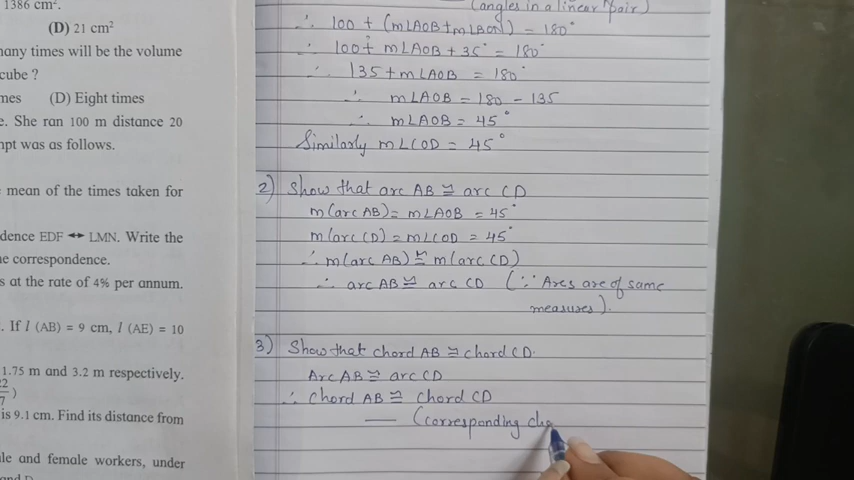 1386 cm².
(D) 21 cm²
many times will be the volume
cube ?
mes (D) Eight times
e. She ran 100 m distance 20
mpt was as follows.
mean of the times taken for
dence EDF ↔ LMN. Write the
e correspondence.
s at the rate of 4% per annum.
. If l (AB) = 9 cm, l (AE) = 10
1.75 m and 3.2 m respectively.
22/7 )
is 9.1 cm. Find its distance from
le and female workers, under
and D
(angles in a linear pair)
∴ 100 + (m∠AOB + m∠BON) = 180°
∴ 100 + m∠AOB + 35° = 180°
∴ 135 + m∠AOB = 180°
∴ m∠AOB = 180 - 135
∴ m∠AOB = 45°
Similarly m∠COD = 45°
2) Show that arc AB ≅ arc CD
m(arc AB) = m∠AOB = 45°
m(arc CD) = m∠COD = 45°
∴ m(arc AB) ≅ m(arc CD)
∴ arc AB ≅ arc CD (∵ Arcs are of same
measures).
3) Show that chord AB ≅ chord CD.
Arc AB ≅ arc CD
∴ Chord AB ≅ Chord CD
— (corresponding cho